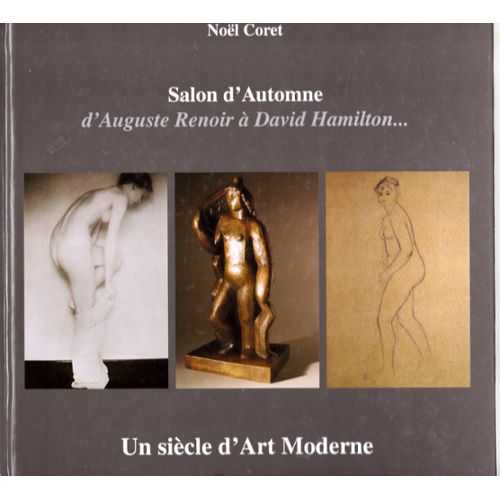 Noël Coret
Salon d'Automne
d'Auguste Renoir à David Hamilton...
Un siècle d'Art Moderne